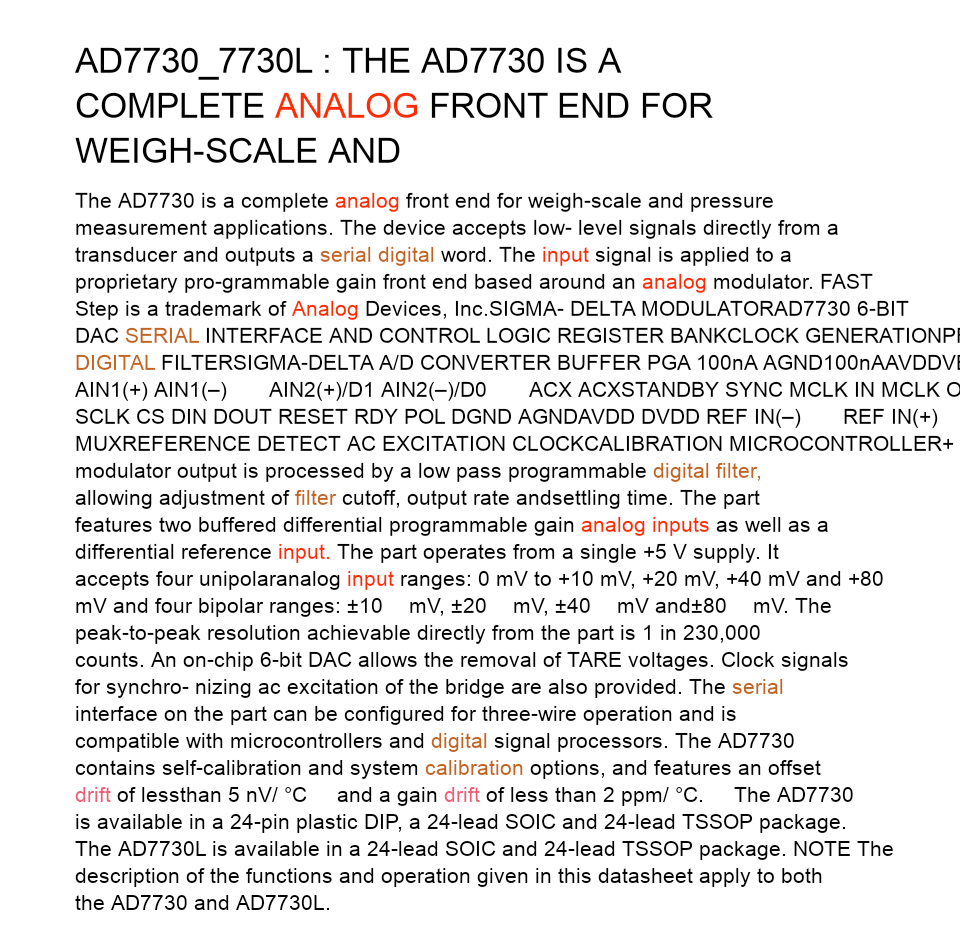 AD7730_7730L : THE AD7730 IS A
COMPLETE ANALOG FRONT END FOR
WEIGH-SCALE AND
The AD7730 is a complete analog front end for weigh-scale and pressure
measurement applications. The device accepts low- level signals directly from a
transducer and outputs a serial digital word. The input signal is applied to a
proprietary pro-grammable gain front end based around an analog modulator. FAST
Step is a trademark of Analog Devices, Inc.SIGMA- DELTA MODULATORAD7730 6-BIT
DAC SERIAL INTERFACE AND CONTROL LOGIC REGISTER BANKCLOCK
DIGITAL FILTERSIGMA-DELTA A/D CONVERTER BUFFER PGA 100nA
AIN1(+) AIN1(–) AIN2(+)/D1 AIN2(–)/D0 ACX ACXSTANDBY SYNC MCLK IN MCLK
SCLK CS DIN DOUT RESET RDY POL DGND AGNDAVDD DVDD REF IN(–) REF IN(+)
MUXREFERENCE DETECT AC EXCITATION CLOCKCALIBRATION MICROCONTROLLER+
modulator output is processed by a low pass programmable digital filter,
allowing adjustment of filter cutoff, output rate andsettling time. The part
features two buffered differential programmable gain analog inputs as well as a
differential reference input. The part operates from a single +5 V supply. It
accepts four unipolaranalog input ranges: 0 mV to +10 mV, +20 mV, +40 mV and +80
mV and four bipolar ranges: ±10 mV, ±20 mV, ±40 mV and±80 mV. The
peak-to-peak resolution achievable directly from the part is 1 in 230,000
counts. An on-chip 6-bit DAC allows the removal of TARE voltages. Clock signals
for synchro- nizing ac excitation of the bridge are also provided. The serial
interface on the part can be configured for three-wire operation and is
compatible with microcontrollers and digital signal processors. The AD7730
contains self-calibration and system calibration options, and features an offset
drift of lessthan 5 nV/ °C and a gain drift of less than 2 ppm/ °C. The AD7730
is available in a 24-pin plastic DIP, a 24-lead SOIC and 24-lead TSSOP package.
The AD7730L is available in a 24-lead SOIC and 24-lead TSSOP package. NOTE The
description of the functions and operation given in this datasheet apply to both
the AD7730 and AD7730L.